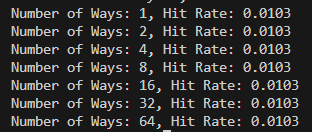 Number of Ways: 1, Hit Rate: 0.0103
Number of Ways: 2, Hit Rate: 0.0103
Number of Ways: 4, Hit Rate: 0.0103
Number of Ways: 8, Hit Rate: 0.0103
Number of Ways: 16, Hit Rate: 0.0103
Number of Ways: 32, Hit Rate: 0.0103
Number of Ways: 64, Hit Rate: 0.0103